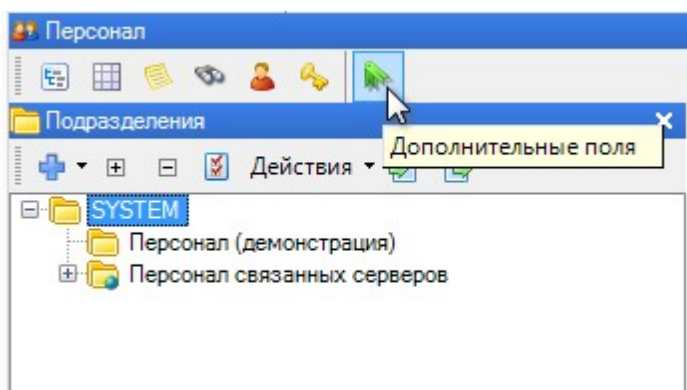 Персонал
Подразделения
Дополнительные поля
Действия
SYSTEM
Персонал (демонстрация)
Персонал связанных серверов